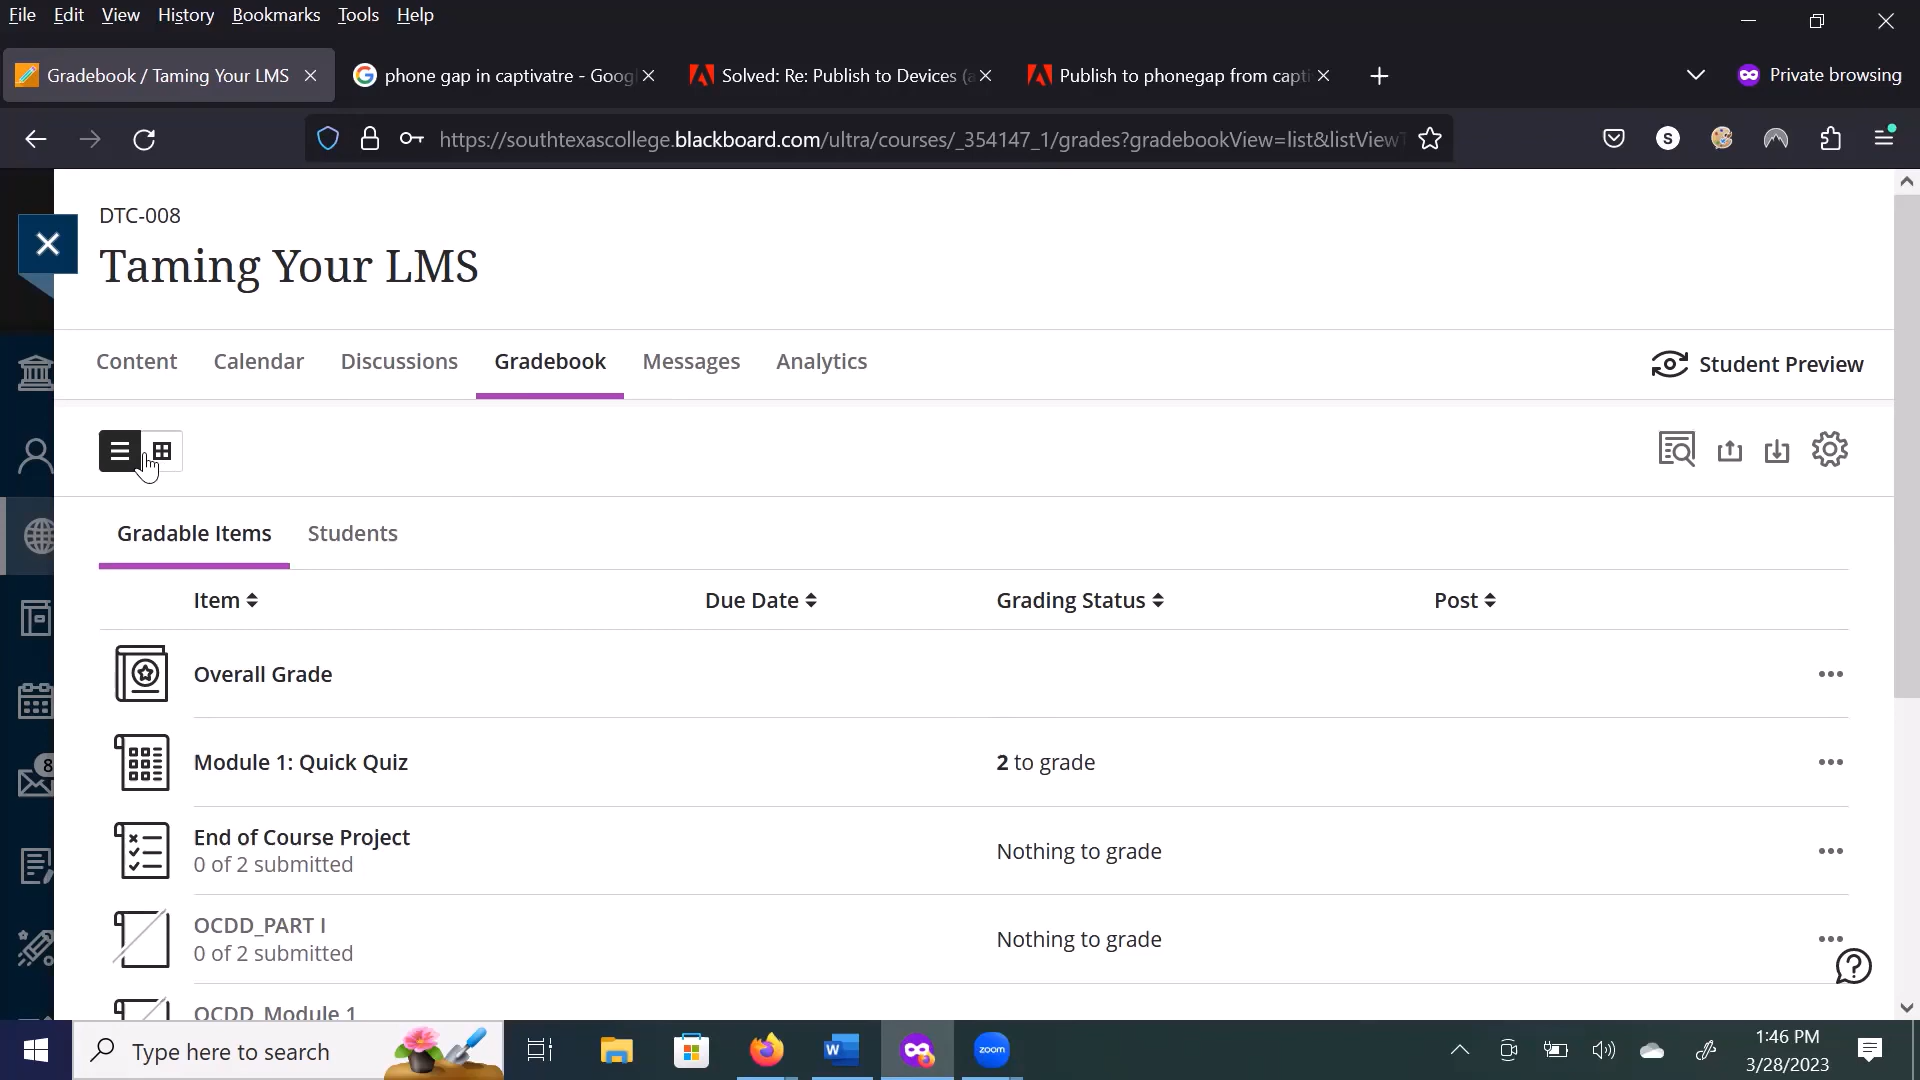 File Edit View History Bookmarks Tools Help
Gradebook / Taming Your LMS
phone gap in captivatre - Goog
Solved: Re: Publish to Devices (a
Publish to phonegap from capti
Private browsing
https://southtexascollege.blackboard.com/ultra/courses/_354147_1/grades?gradebookView=list&listViewT
S
DTC-008
Taming Your LMS
Content Calendar Discussions Gradebook Messages Analytics
Student Preview
Gradable Items Students
Item Due Date Grading Status Post
Overall Grade
Module 1: Quick Quiz
2 to grade
End of Course Project
0 of 2 submitted
Nothing to grade
OCDD_PART I
0 of 2 submitted
Nothing to grade
OCDD_Module 1
8
Type here to search
W
zoom
1:46 PM
3/28/2023